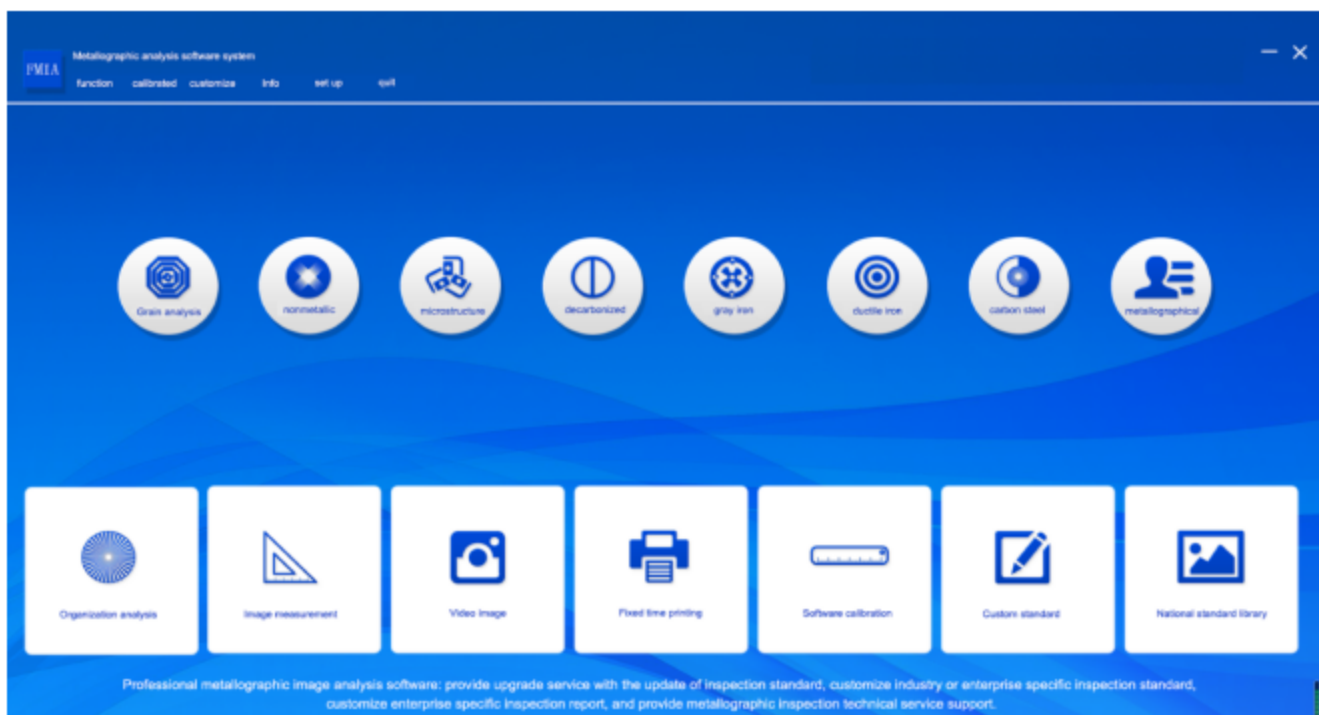 FMIA
Metallographic analysis software system
function calibrated customize Info set up quit
Grain analysis nonmetallic microstructure decarbonized gray iron ductile iron carbon steel metallographical
Organization analysis Image measurement Video Image Fixed time printing Software calibration Custom standard National standard library
Professional metallographic image analysis software: provide upgrade service with the update of inspection standard, customize industry or enterprise specific inspection standard,
customize enterprise specific inspection report, and provide metallographic inspection technical service support.